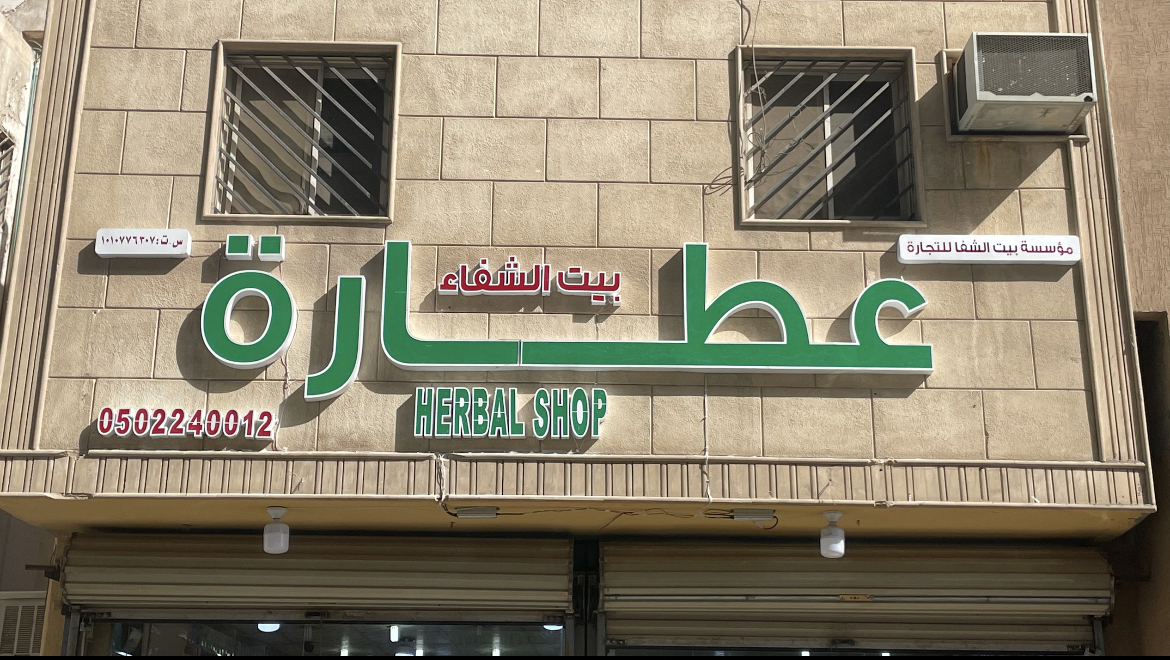 مؤسسة بيت الشفا للتجارة
س.ت: ١٠١٠٧٧٦٣٠٧
عطارة
بيت الشفاء
HERBAL SHOP
0502240012